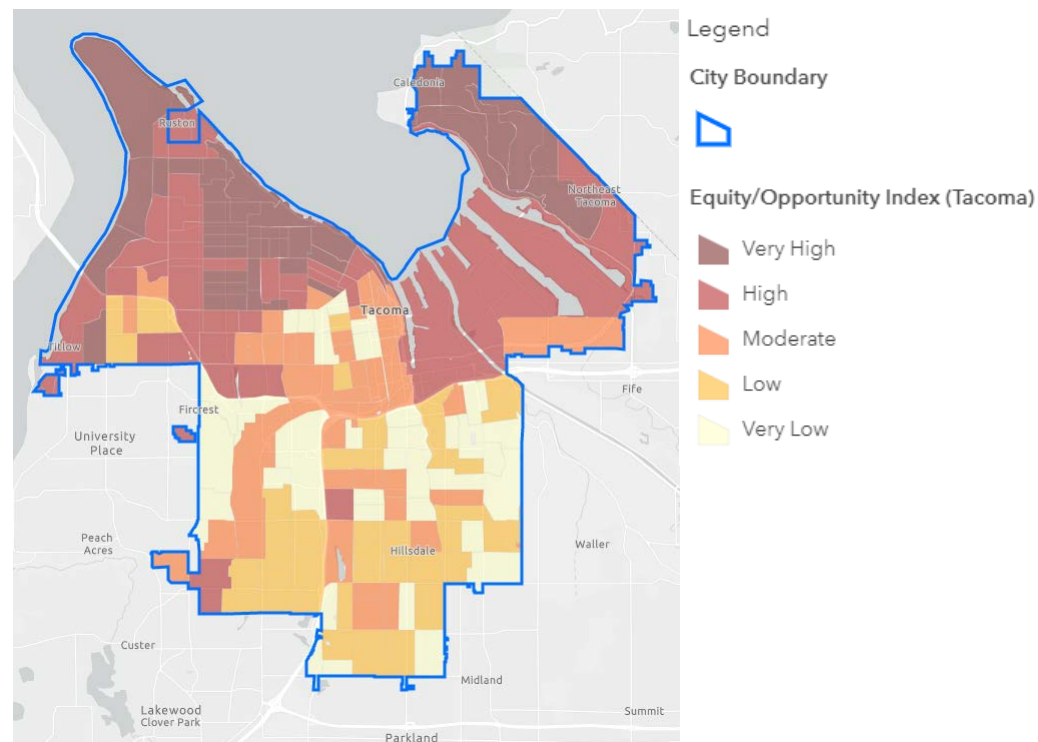 Legend
City Boundary
Equity/Opportunity Index (Tacoma)
Very High
High
Moderate
Low
Very Low
Caledonia
Ruston
Northeast
Tacoma
Tacoma
Titlow
Fife
Fircrest
University
Place
Peach
Acres
Hillsdale
Waller
Custer
Midland
Lakewood
Clover Park
Summit
Parkland